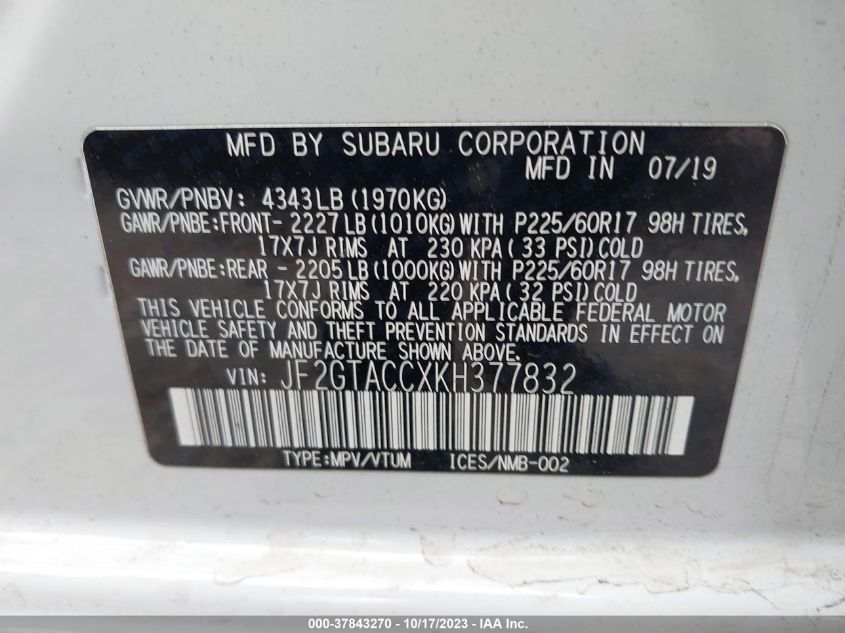 MFD BY SUBARU CORPORATION
MFD IN 07/19
GVWR/PNBV: 4343LB(1970KG)
GAWR/PNBE:FRONT- 2227LB(1010KG)WITH P225/60R17 98H TIRES,
17X7J RIMS AT 230 KPA( 33 PSI)COLD
GAWR/PNBE:REAR - 2205LB(1000KG)WITH P225/60R17 98H TIRES,
17X7J RIMS AT 220 KPA( 32 PSI)COLD
THIS VEHICLE CONFORMS TO ALL APPLICABLE FEDERAL MOTOR
VEHICLE SAFETY AND THEFT PREVENTION STANDARDS IN EFFECT ON
THE DATE OF MANUFACTURE SHOWN ABOVE.
VIN: JF2GTACCXKH377832
TYPE:MPV/VTUM ICES/NMB-002
000-37843270 - 10/17/2023 - IAA Inc.